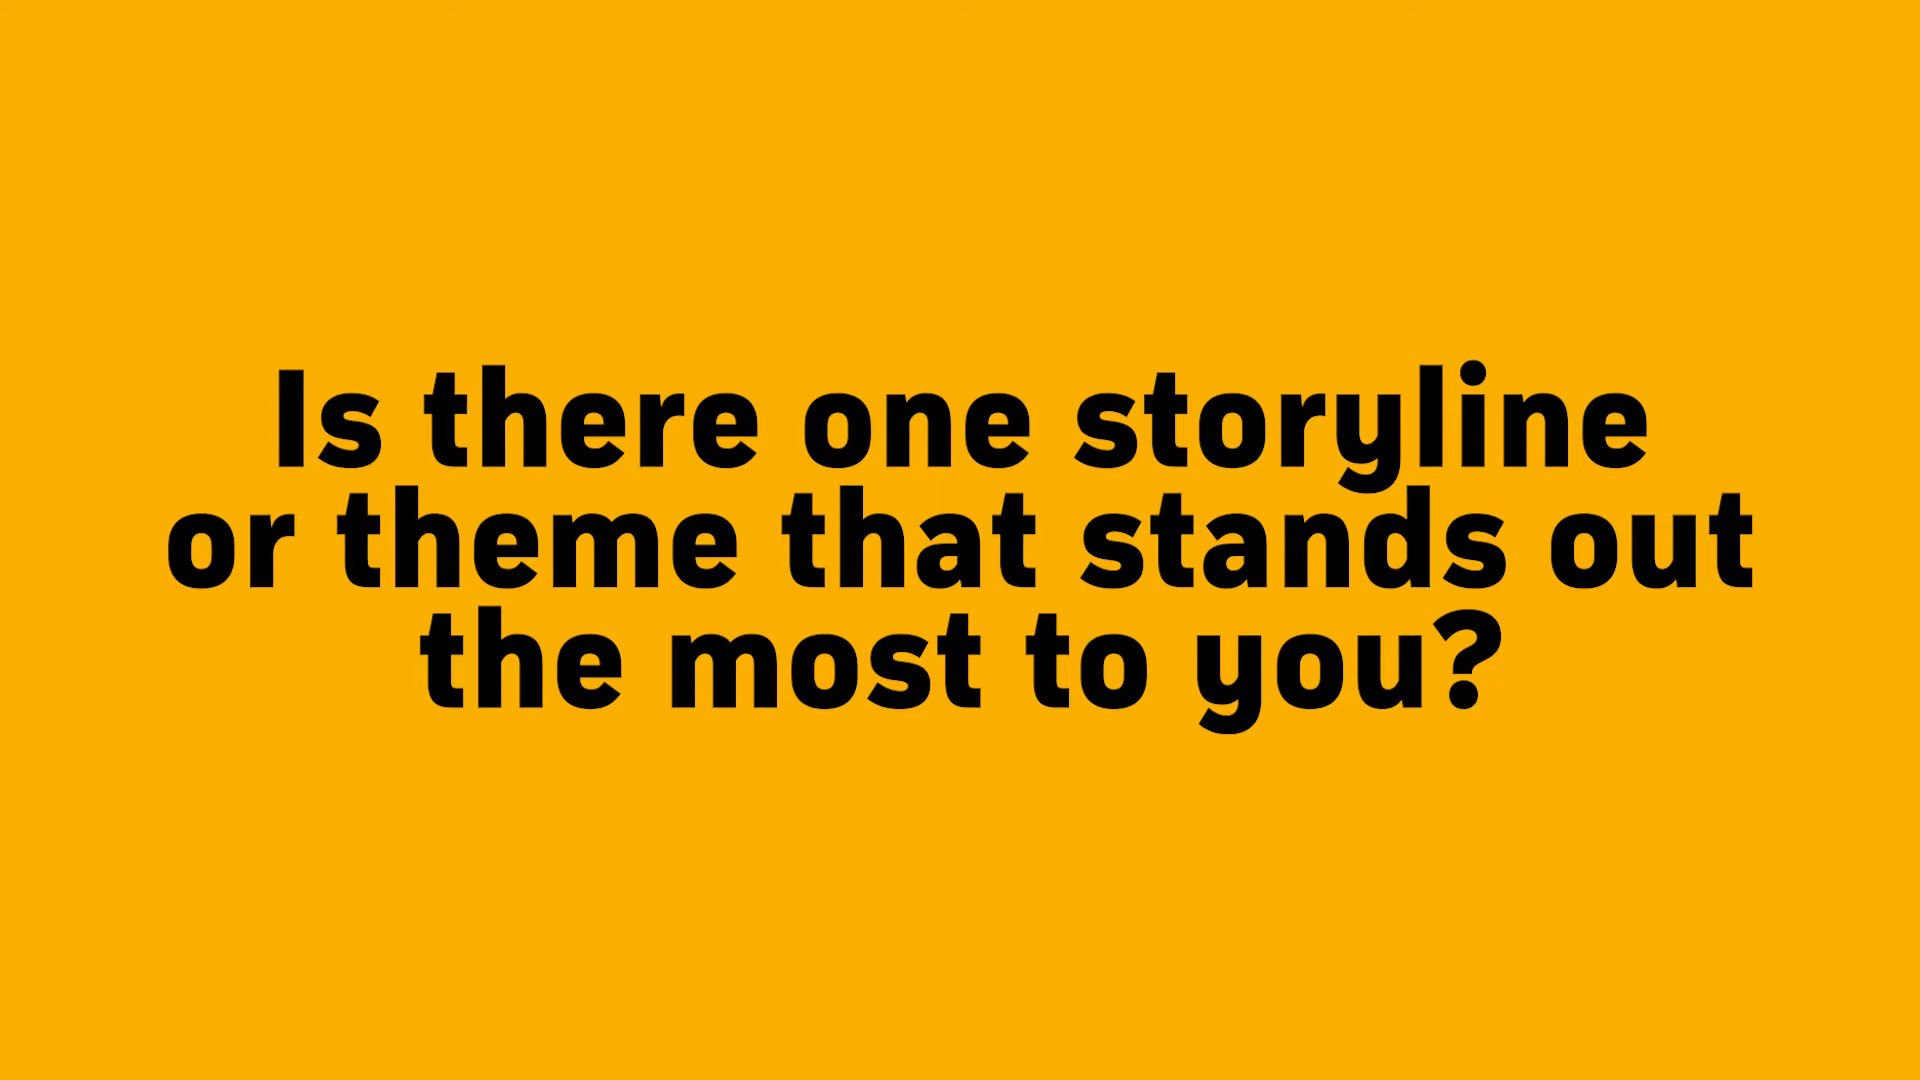 Is there one storyline
or theme that stands out
the most to you?